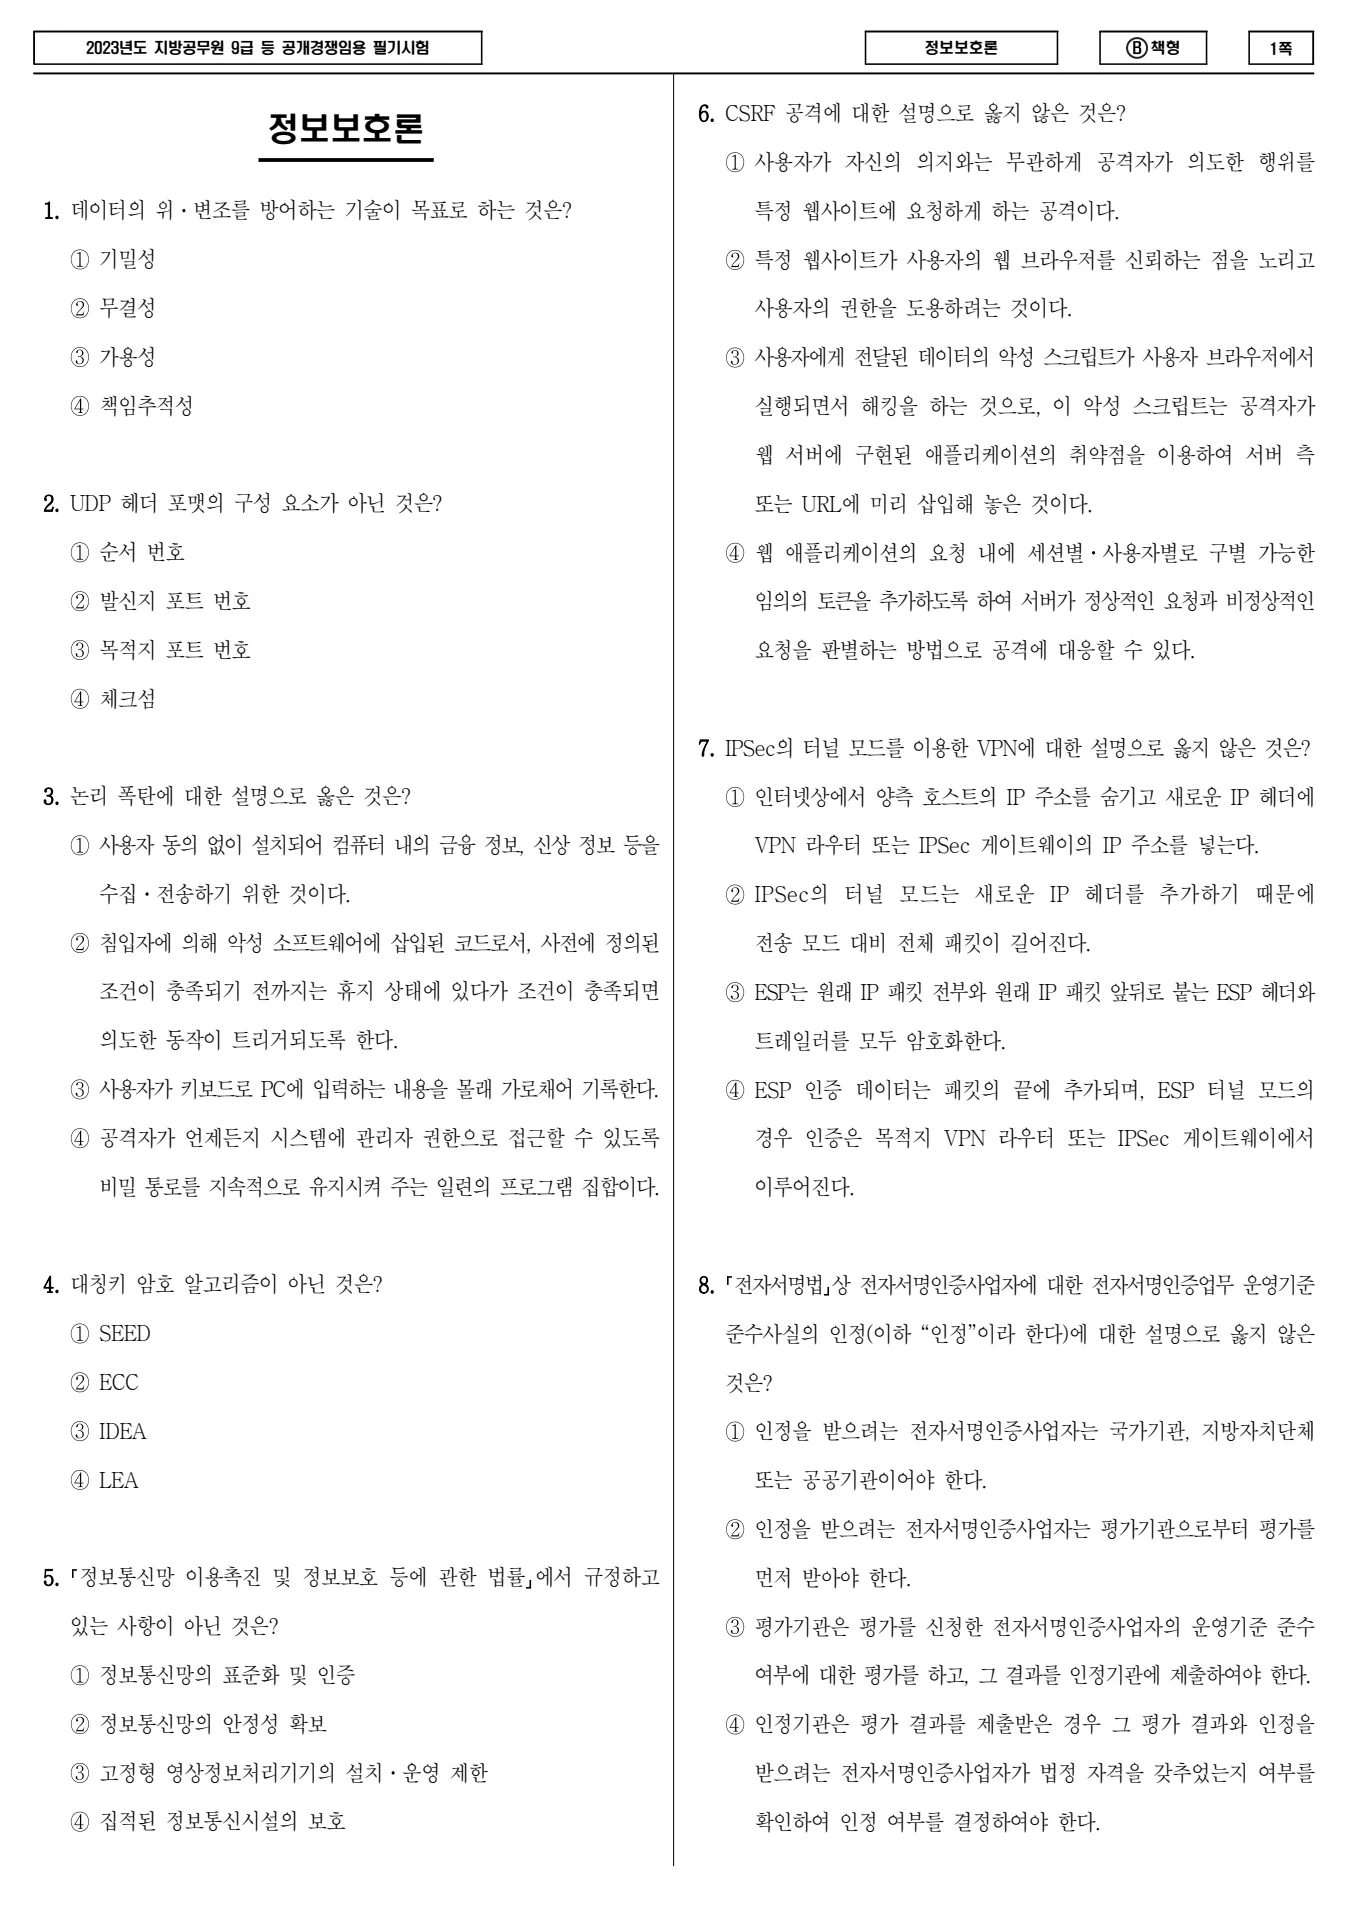 2023년도 지방공무원 9급 등 공개경쟁임용 필기시험
정보보호론
Ⓑ책형
1쪽
정보보호론
1. 데이터의 위·변조를 방어하는 기술이 목표로 하는 것은?
① 기밀성
② 무결성
③ 가용성
④ 책임추적성
2. UDP 헤더 포맷의 구성 요소가 아닌 것은?
① 순서 번호
② 발신지 포트 번호
③ 목적지 포트 번호
④ 체크섬
3. 논리 폭탄에 대한 설명으로 옳은 것은?
① 사용자 동의 없이 설치되어 컴퓨터 내의 금융 정보, 신상 정보 등을
수집·전송하기 위한 것이다.
② 침입자에 의해 악성 소프트웨어에 삽입된 코드로서, 사전에 정의된
조건이 충족되기 전까지는 휴지 상태에 있다가 조건이 충족되면
의도한 동작이 트리거되도록 한다.
③ 사용자가 키보드로 PC에 입력하는 내용을 몰래 가로채어 기록한다.
④ 공격자가 언제든지 시스템에 관리자 권한으로 접근할 수 있도록
비밀 통로를 지속적으로 유지시켜 주는 일련의 프로그램 집합이다.
4. 대칭키 암호 알고리즘이 아닌 것은?
① SEED
② ECC
③ IDEA
④ LEA
5. 「정보통신망 이용촉진 및 정보보호 등에 관한 법률」에서 규정하고
있는 사항이 아닌 것은?
① 정보통신망의 표준화 및 인증
② 정보통신망의 안정성 확보
③ 고정형 영상정보처리기기의 설치·운영 제한
④ 집적된 정보통신시설의 보호
6. CSRF 공격에 대한 설명으로 옳지 않은 것은?
① 사용자가 자신의 의지와는 무관하게 공격자가 의도한 행위를
특정 웹사이트에 요청하게 하는 공격이다.
② 특정 웹사이트가 사용자의 웹 브라우저를 신뢰하는 점을 노리고
사용자의 권한을 도용하려는 것이다.
③ 사용자에게 전달된 데이터의 악성 스크립트가 사용자 브라우저에서
실행되면서 해킹을 하는 것으로, 이 악성 스크립트는 공격자가
웹 서버에 구현된 애플리케이션의 취약점을 이용하여 서버 측
또는 URL에 미리 삽입해 놓은 것이다.
④ 웹 애플리케이션의 요청 내에 세션별·사용자별로 구별 가능한
임의의 토큰을 추가하도록 하여 서버가 정상적인 요청과 비정상적인
요청을 판별하는 방법으로 공격에 대응할 수 있다.
7. IPSec의 터널 모드를 이용한 VPN에 대한 설명으로 옳지 않은 것은?
① 인터넷상에서 양측 호스트의 IP 주소를 숨기고 새로운 IP 헤더에
VPN 라우터 또는 IPSec 게이트웨이의 IP 주소를 넣는다.
② IPSec의 터널 모드는 새로운 IP 헤더를 추가하기 때문에
전송 모드 대비 전체 패킷이 길어진다.
③ ESP는 원래 IP 패킷 전부와 원래 IP 패킷 앞뒤로 붙는 ESP 헤더와
트레일러를 모두 암호화한다.
④ ESP 인증 데이터는 패킷의 끝에 추가되며, ESP 터널 모드의
경우 인증은 목적지 VPN 라우터 또는 IPSec 게이트웨이에서
이루어진다.
8. 「전자서명법」상 전자서명인증사업자에 대한 전자서명인증업무 운영기준
준수사실의 인정(이하 “인정”이라 한다)에 대한 설명으로 옳지 않은
것은?
① 인정을 받으려는 전자서명인증사업자는 국가기관, 지방자치단체
또는 공공기관이어야 한다.
② 인정을 받으려는 전자서명인증사업자는 평가기관으로부터 평가를
먼저 받아야 한다.
③ 평가기관은 평가를 신청한 전자서명인증사업자의 운영기준 준수
여부에 대한 평가를 하고, 그 결과를 인정기관에 제출하여야 한다.
④ 인정기관은 평가 결과를 제출받은 경우 그 평가 결과와 인정을
받으려는 전자서명인증사업자가 법정 자격을 갖추었는지 여부를
확인하여 인정 여부를 결정하여야 한다.